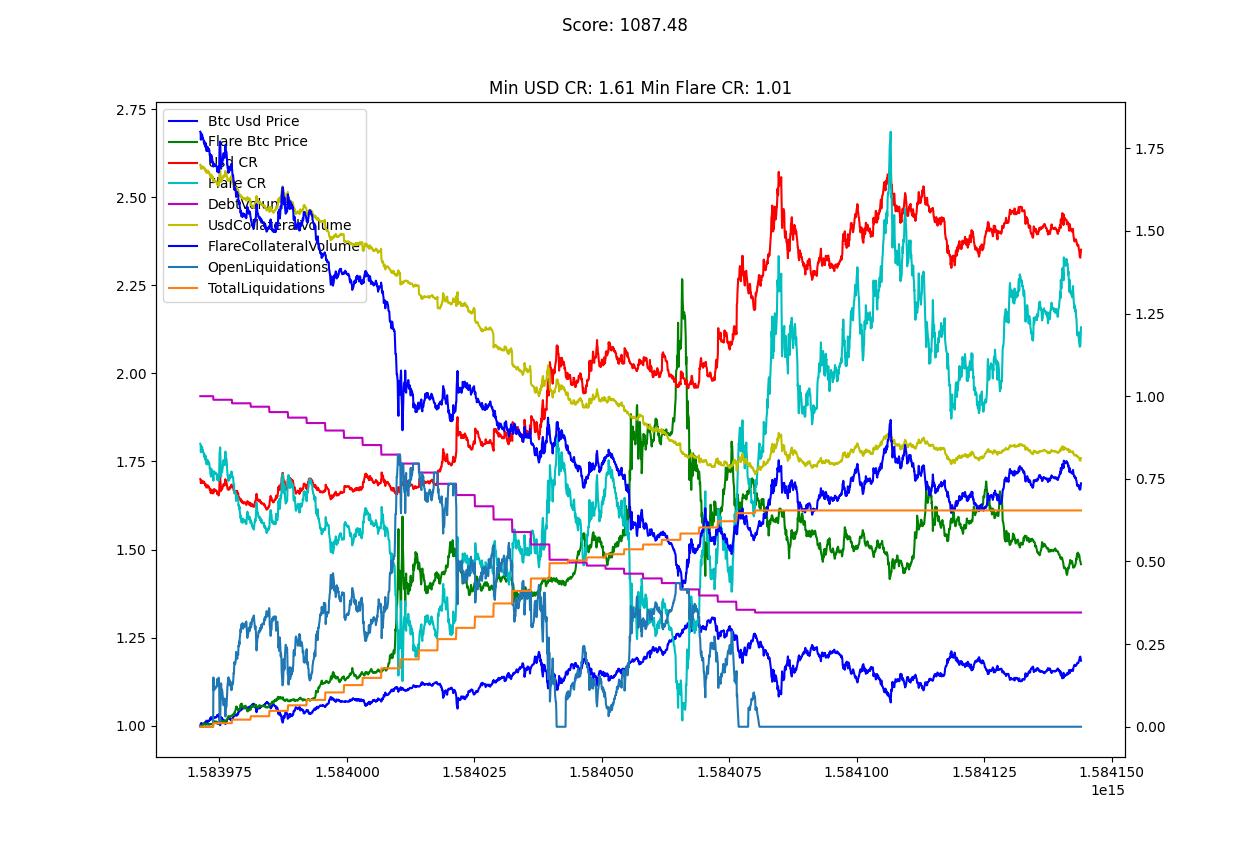 Score: 1087.48
Min USD CR: 1.61 Min Flare CR: 1.01
Btc Usd Price
Flare Btc Price
Usd CR
Flare CR
DebtVolume
UsdCollateralVolume
FlareCollateralVolume
OpenLiquidations
TotalLiquidations
2.75
2.50
2.25
2.00
1.75
1.50
1.25
1.00
1.75
1.50
1.25
1.00
0.75
0.50
0.25
0.00
1.583975 1.584000 1.584025 1.584050 1.584075 1.584100 1.584125 1.584150
1e15